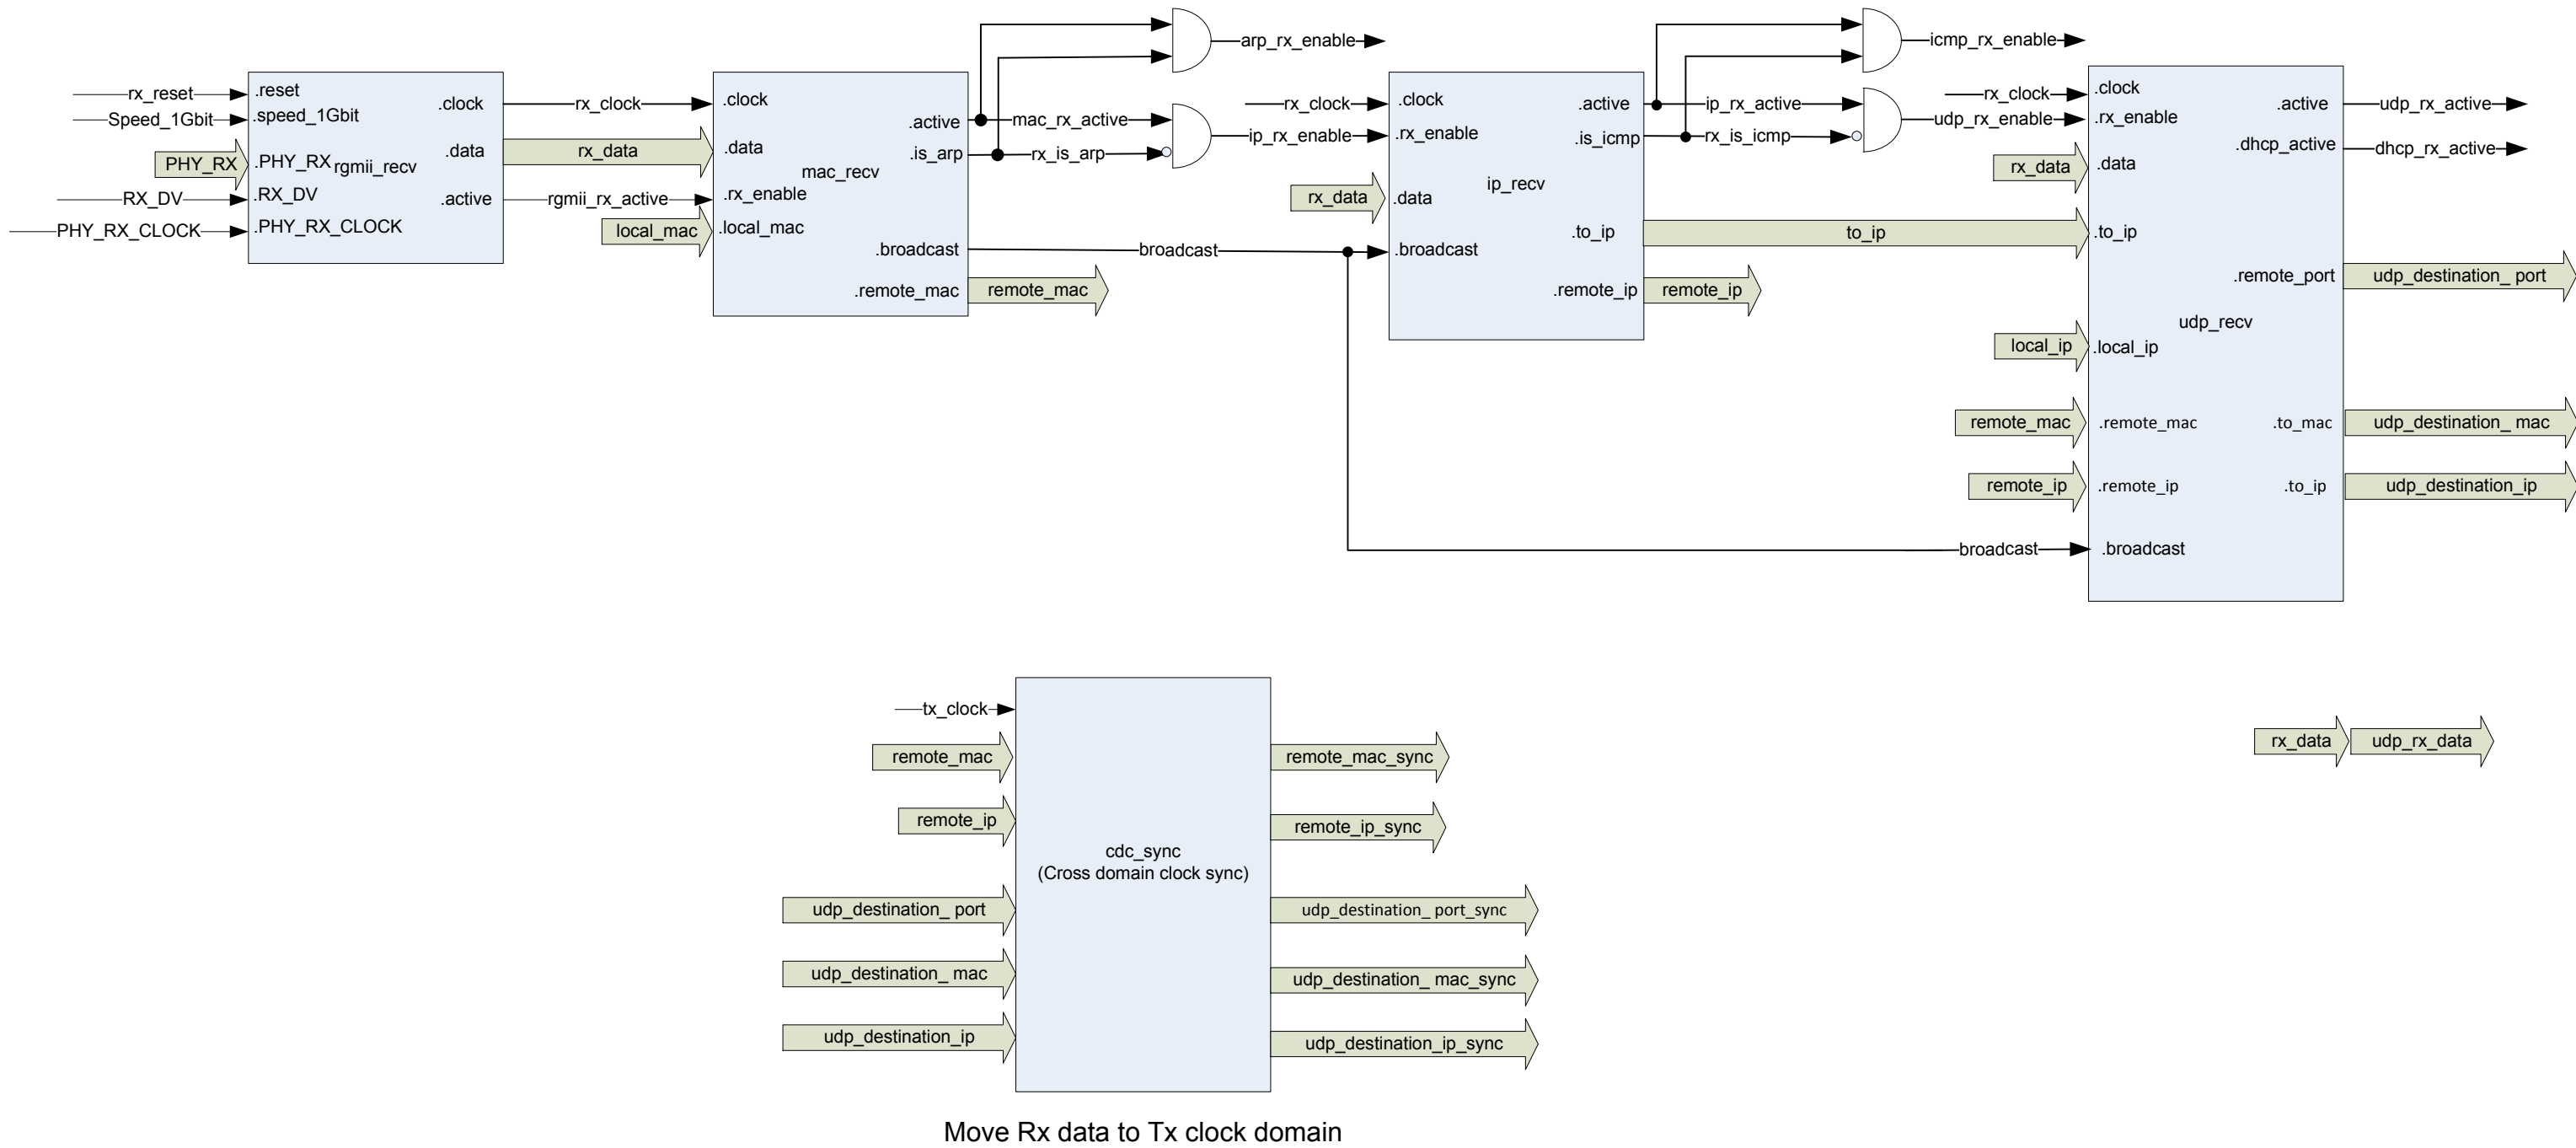 rx_reset
Speed_1Gbit
PHY_RX
RX_DV
PHY_RX_CLOCK
.reset
.speed_1Gbit
.PHY_RX
rgmii_recv
.RX_DV
.PHY_RX_CLOCK
.clock
.data
.active
rx_clock
rx_data
rgmii_rx_active
local_mac
.clock
.data
mac_recv
.rx_enable
.local_mac
.active
.is_arp
.broadcast
.remote_mac
arp_rx_enable
mac_rx_active
rx_is_arp
broadcast
remote_mac
rx_clock
ip_rx_enable
rx_data
.clock
.rx_enable
ip_recv
.data
.broadcast
.active
.is_icmp
.to_ip
.remote_ip
icmp_rx_enable
ip_rx_active
rx_is_icmp
to_ip
remote_ip
rx_clock
udp_rx_enable
rx_data
local_ip
remote_mac
remote_ip
broadcast
.clock
.rx_enable
.data
.to_ip
udp_recv
.local_ip
.remote_mac
.remote_ip
.broadcast
.active
.dhcp_active
.remote_port
.to_mac
.to_ip
udp_rx_active
dhcp_rx_active
udp_destination_ port
udp_destination_ mac
udp_destination_ip
tx_clock
remote_mac
remote_ip
udp_destination_ port
udp_destination_ mac
udp_destination_ip
cdc_sync
(Cross domain clock sync)
remote_mac_sync
remote_ip_sync
udp_destination_ port_sync
udp_destination_ mac_sync
udp_destination_ip_sync
rx_data
udp_rx_data
Move Rx data to Tx clock domain